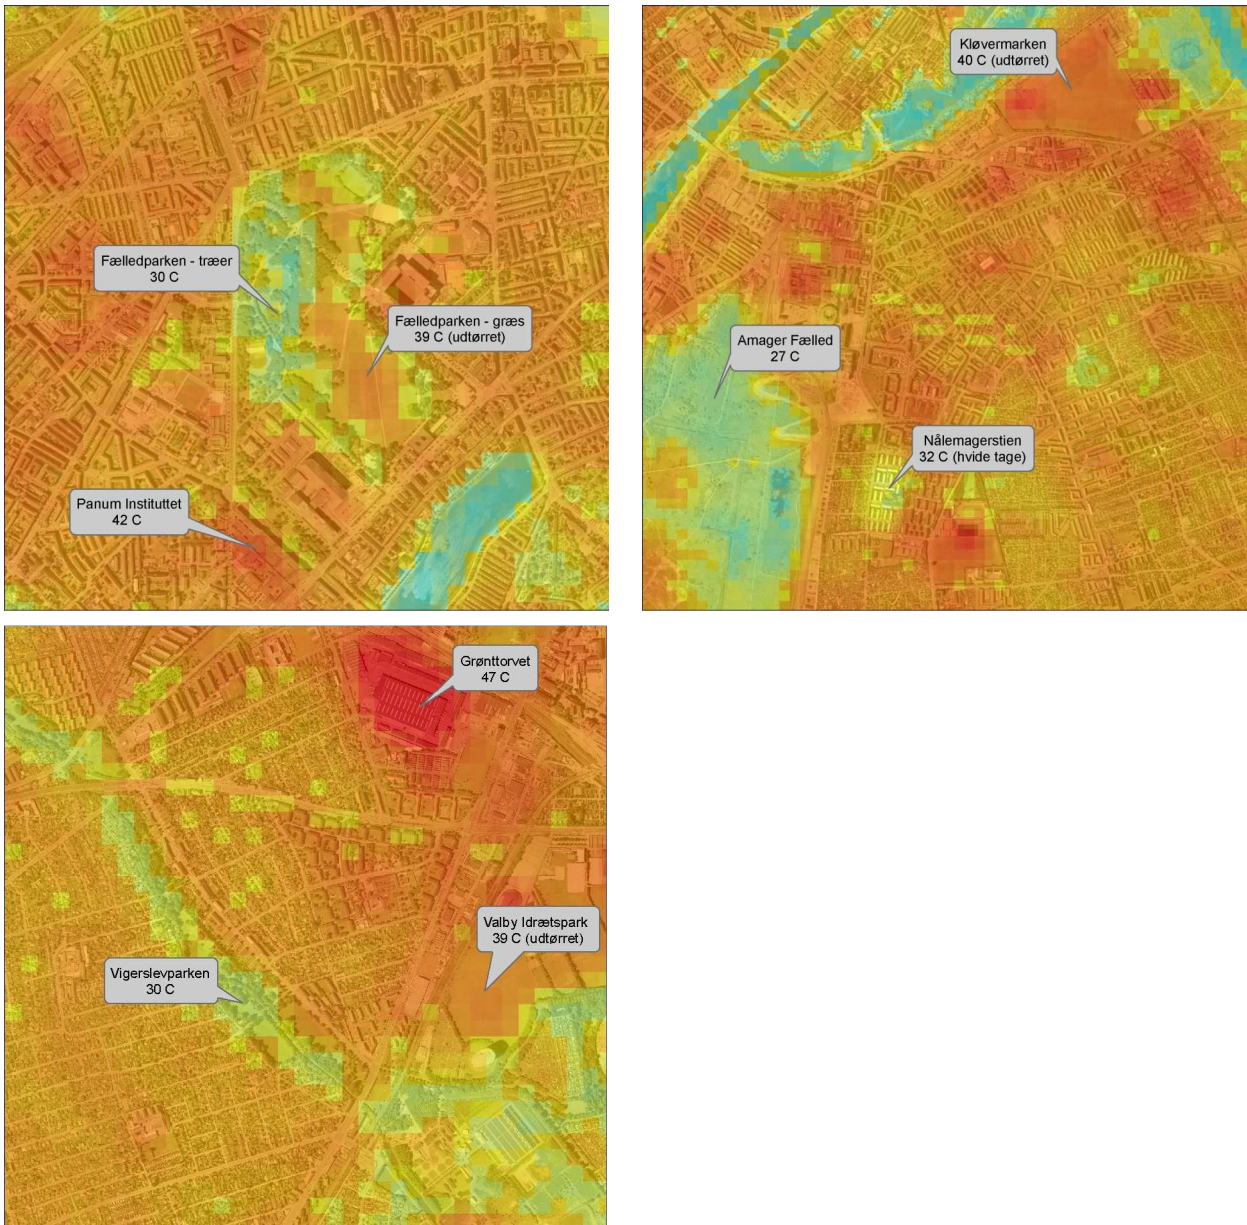 Fælledparken - træer
30 C
Fælledparken - græs
39 C (udtørret)
Panum Instituttet
42 C
Kløvermarken
40 C (udtørret)
Amager Fælled
27 C
Nålemagerstien
32 C (hvide tage)
Grønttorvet
47 C
Valby Idrætspark
39 C (udtørret)
Vigerslevparken
30 C